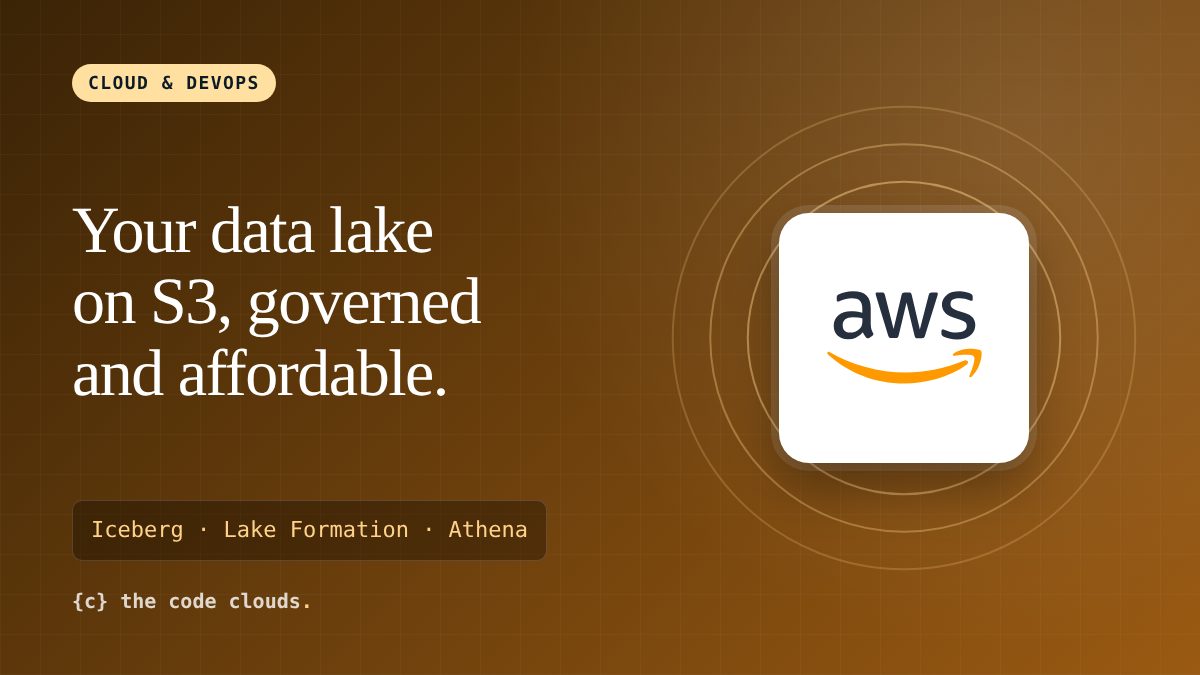 CLOUD & DEVOPS
Your data lake
on S3, governed
and affordable.
aws
Iceberg · Lake Formation · Athena
{c} the code clouds.